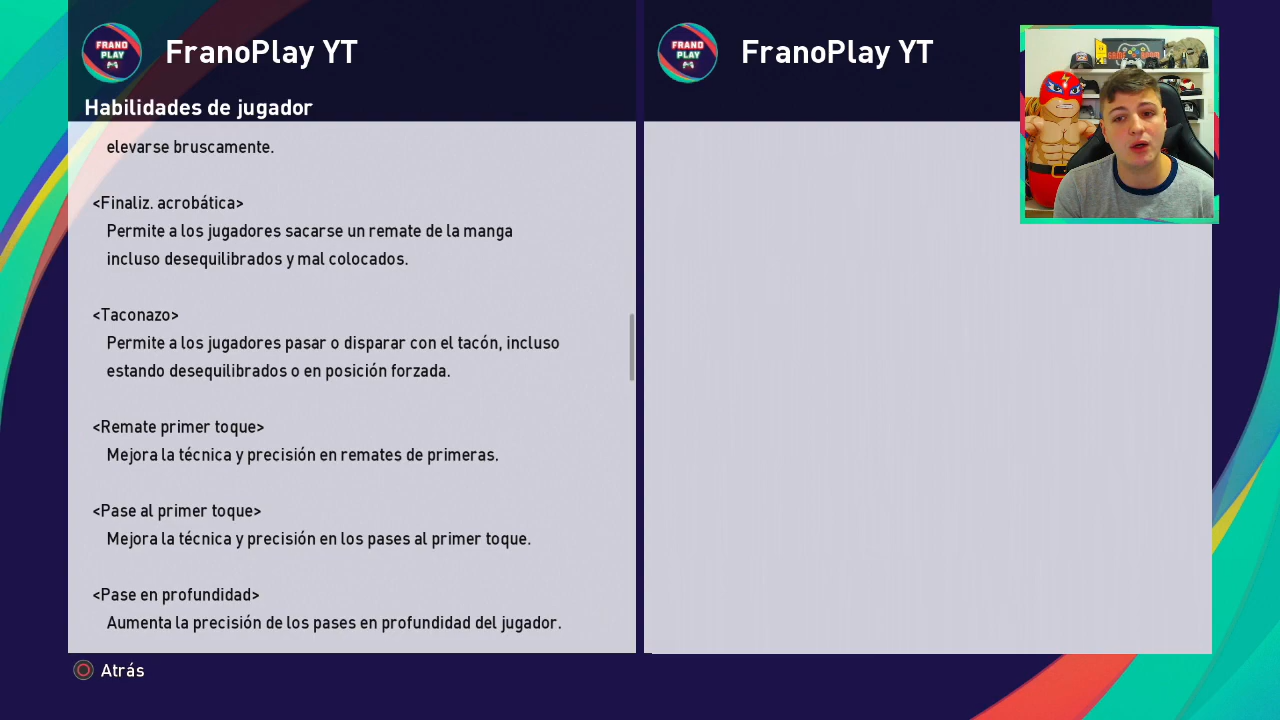 FRANO
PLAY
FranoPlay YT
Habilidades de jugador
elevarse bruscamente.
<Finaliz. acrobática>
Permite a los jugadores sacarse un remate de la manga
incluso desequilibrados y mal colocados.
<Taconazo>
Permite a los jugadores pasar o disparar con el tacón, incluso
estando desequilibrados o en posición forzada.
<Remate primer toque>
Mejora la técnica y precisión en remates de primeras.
<Pase al primer toque>
Mejora la técnica y precisión en los pases al primer toque.
<Pase en profundidad>
Aumenta la precisión de los pases en profundidad del jugador.
Atrás
FRANO
PLAY
FranoPlay YT